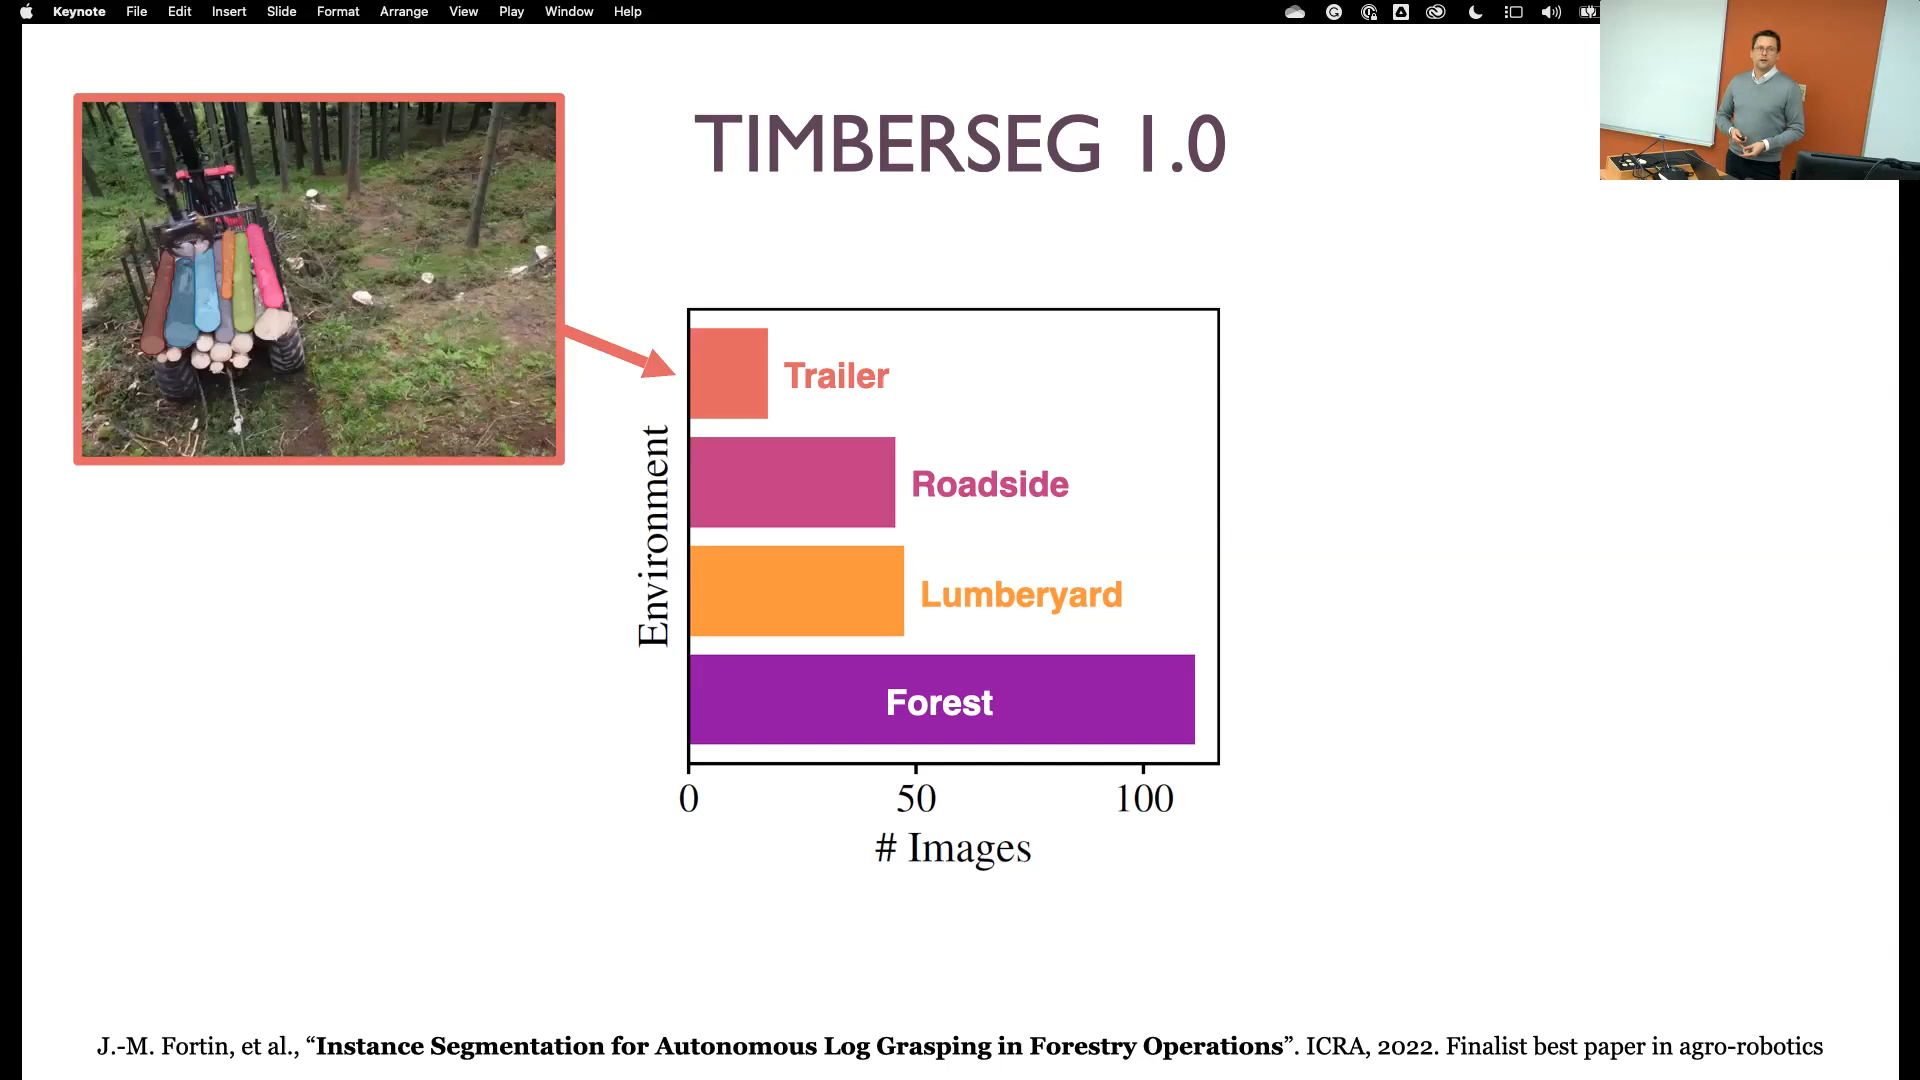 Keynote File Edit Insert Slide Format Arrange View Play Window Help
TIMBERSEG 1.0
Trailer
Roadside
Lumberyard
Forest
Environment
0 50 100
# Images
J.-M. Fortin, et al., “Instance Segmentation for Autonomous Log Grasping in Forestry Operations”. ICRA, 2022. Finalist best paper in agro-robotics